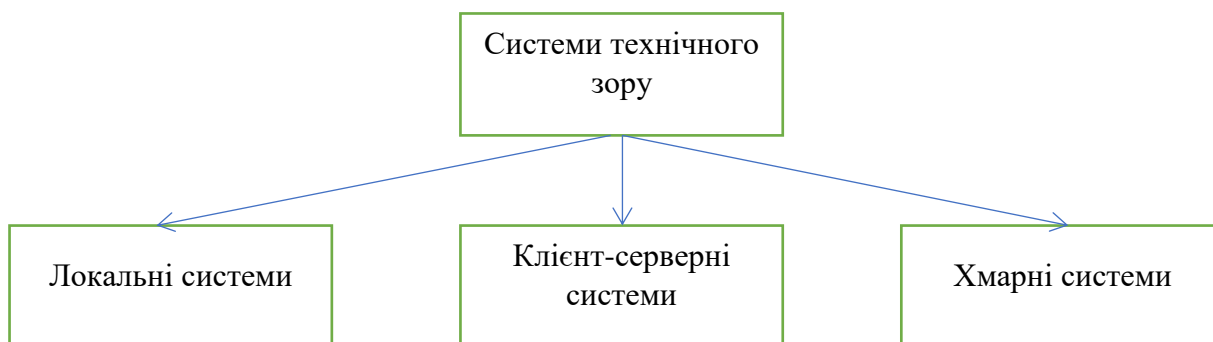 Системи технічного
зору
Локальні системи
Клієнт-серверні
системи
Хмарні системи